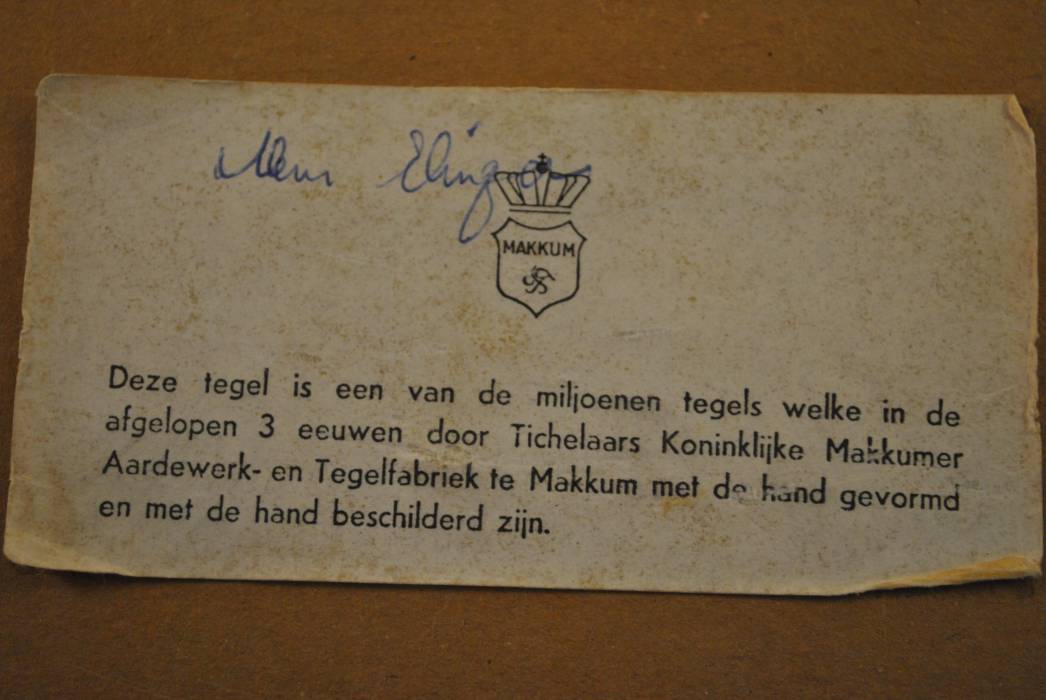 MAKKUM
Deze tegel is een van de miljoenen tegels welke in de
afgelopen 3 eeuwen door Tichelaars Koninklijke Makkumer
Aardewerk- en Tegelfabriek te Makkum met de hand gevormd
en met de hand beschilderd zijn.